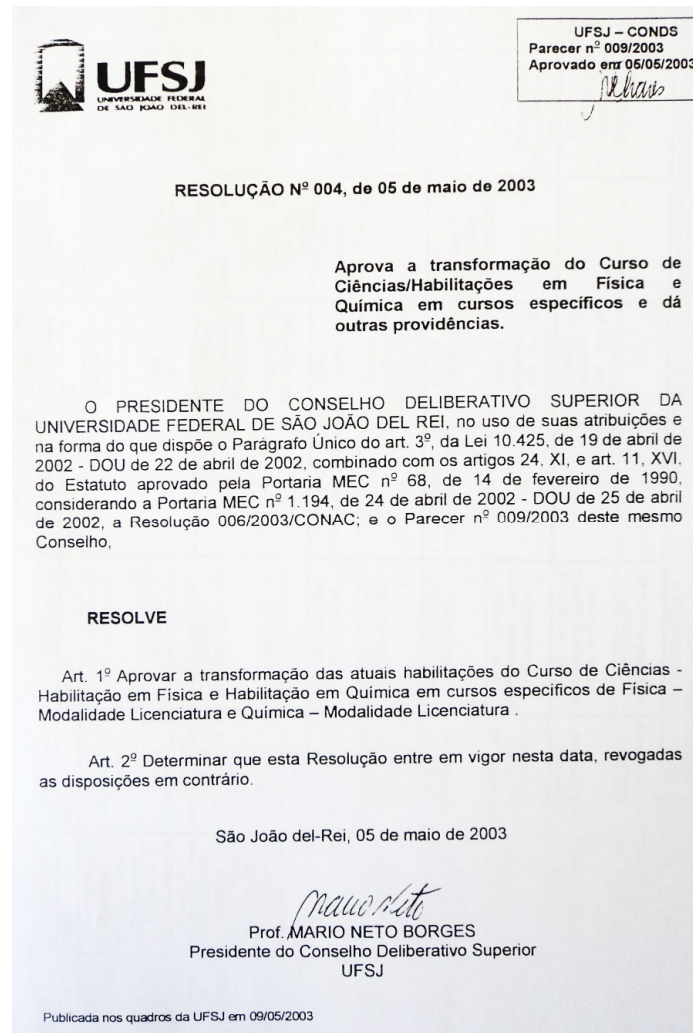 UFSJ
UNIVERSIDADE FEDERAL
DE SÃO JOÃO DEL-REI
UFSJ – CONDS
Parecer nº 009/2003
Aprovado em 05/05/2003
RESOLUÇÃO Nº 004, de 05 de maio de 2003
Aprova a transformação do Curso de
Ciências/Habilitações em Física e
Química em cursos específicos e dá
outras providências.
O PRESIDENTE DO CONSELHO DELIBERATIVO SUPERIOR DA
UNIVERSIDADE FEDERAL DE SÃO JOÃO DEL REI, no uso de suas atribuições e
na forma do que dispõe o Parágrafo Único do art. 3º, da Lei 10.425, de 19 de abril de
2002 - DOU de 22 de abril de 2002, combinado com os artigos 24, XI, e art. 11, XVI,
do Estatuto aprovado pela Portaria MEC nº 68, de 14 de fevereiro de 1990,
considerando a Portaria MEC nº 1.194, de 24 de abril de 2002 - DOU de 25 de abril
de 2002, a Resolução 006/2003/CONAC; e o Parecer nº 009/2003 deste mesmo
Conselho,
RESOLVE
Art. 1º Aprovar a transformação das atuais habilitações do Curso de Ciências -
Habilitação em Física e Habilitação em Química em cursos específicos de Física –
Modalidade Licenciatura e Química – Modalidade Licenciatura .
Art. 2º Determinar que esta Resolução entre em vigor nesta data, revogadas
as disposições em contrário.
São João del-Rei, 05 de maio de 2003
Prof. MARIO NETO BORGES
Presidente do Conselho Deliberativo Superior
UFSJ
Publicada nos quadros da UFSJ em 09/05/2003